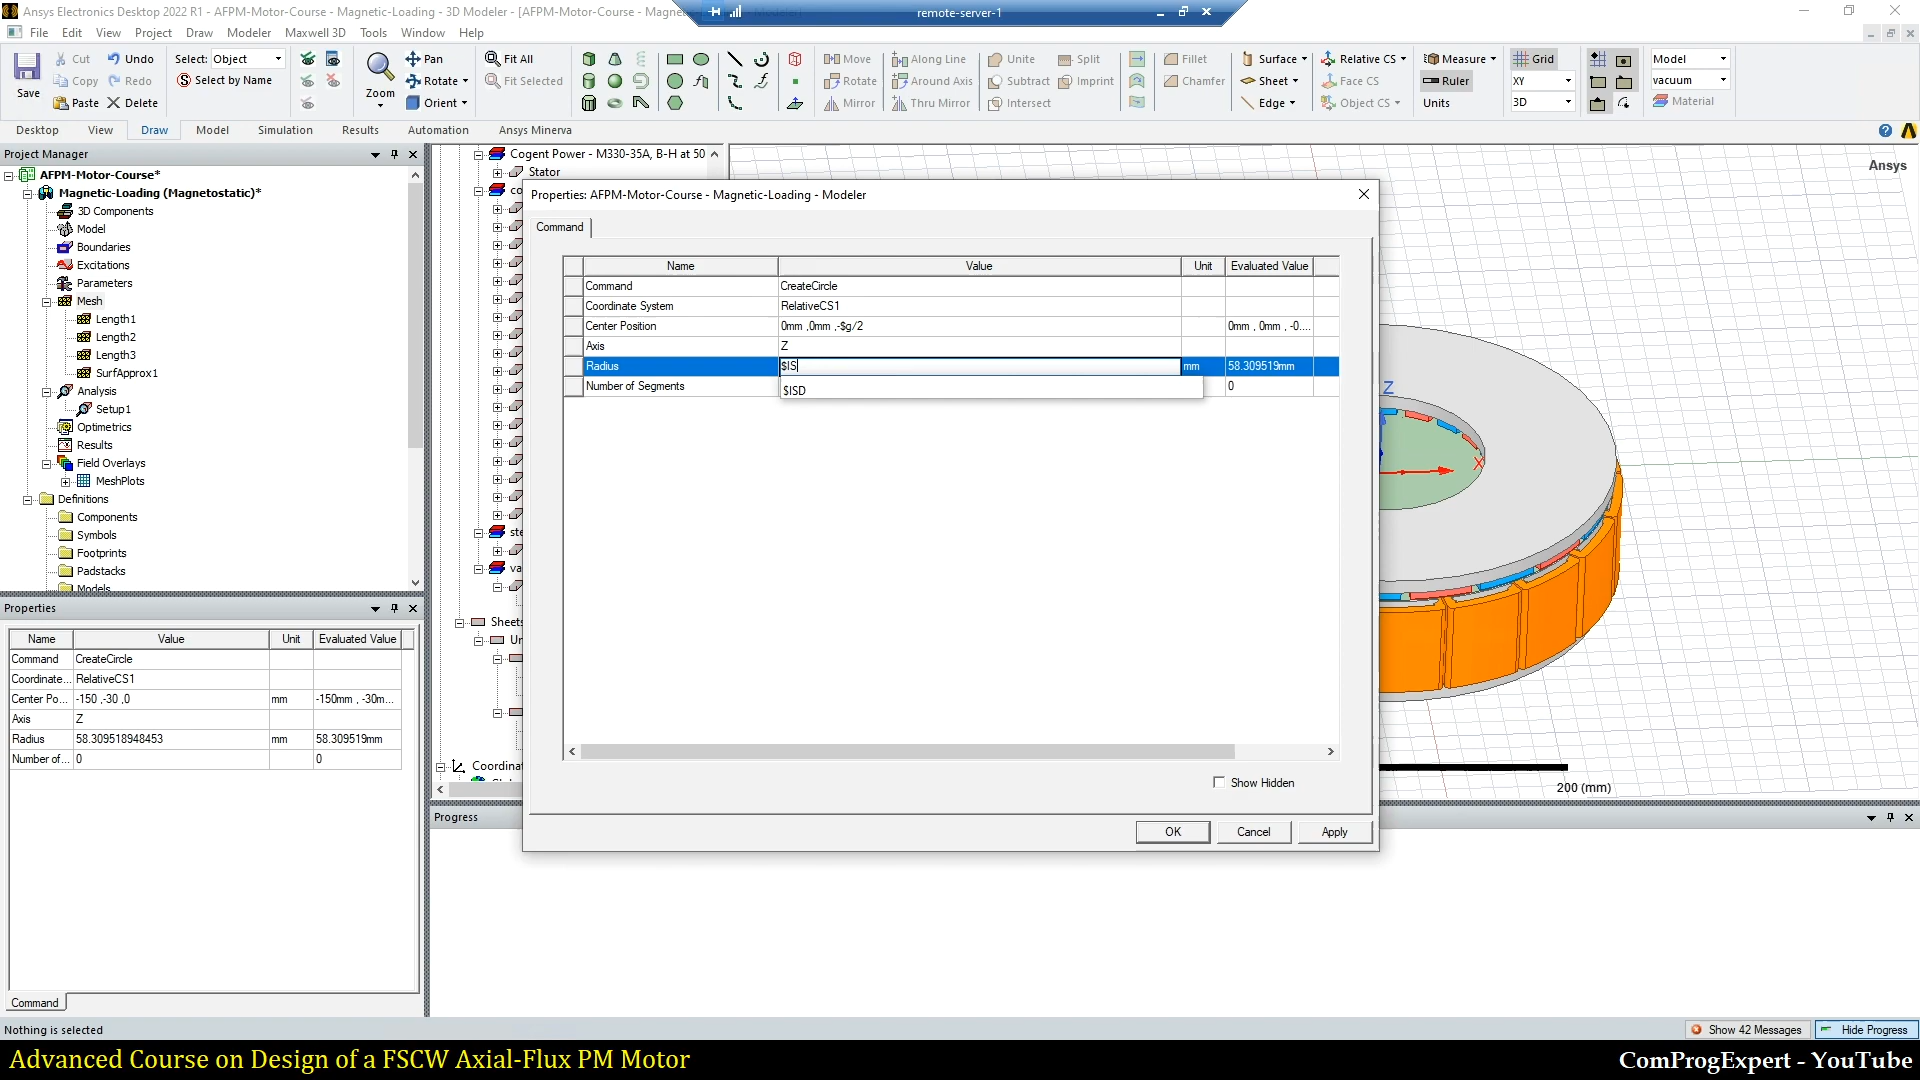 Ansys Electronics Desktop 2022 R1 - AFPM-Motor-Course - Magnetic-Loading - 3D Modeler - [AFPM-Motor-Course - Magne
remote-server-1
File Edit View Project Draw Modeler Maxwell 3D Tools Window Help
Save
Cut
Copy
Paste
Undo
Redo
Delete
Select: Object
Select by Name
Zoom
Pan
Rotate
Orient
Fit All
Fit Selected
Move
Rotate
Mirror
Along Line
Around Axis
Thru Mirror
Unite
Subtract
Intersect
Split
Imprint
Fillet
Chamfer
Surface
Sheet
Edge
Relative CS
Face CS
Object CS
Measure
Ruler
Units
Grid
XY
3D
Model
vacuum
Material
Desktop View Draw Model Simulation Results Automation Ansys Minerva
Project Manager
AFPM-Motor-Course*
Magnetic-Loading (Magnetostatic)*
3D Components
Model
Boundaries
Excitations
Parameters
Mesh
Length1
Length2
Length3
SurfApprox1
Analysis
Setup1
Optimetrics
Results
Field Overlays
MeshPlots
Definitions
Components
Symbols
Footprints
Padstacks
Models
Properties
Name Value Unit Evaluated Value
Command CreateCircle
Coordinate... RelativeCS1
Center Po... -150 ,-30 ,0 mm -150mm , -30m...
Axis Z
Radius 58.309518948453 mm 58.309519mm
Number of... 0 0
Command
Cogent Power - M330-35A, B-H at 50
Stator
co
ste
va
Sheets
Un
Coordina
Properties: AFPM-Motor-Course - Magnetic-Loading - Modeler
Command
Name Value Unit Evaluated Value
Command CreateCircle
Coordinate System RelativeCS1
Center Position 0mm ,0mm ,-$g/2 0mm , 0mm , -0....
Axis Z
Radius $IS mm 58.309519mm
Number of Segments 0
$ISD
Show Hidden
OK Cancel Apply
Ansys
Z
X
200 (mm)
Progress
Nothing is selected
Show 42 Messages
Hide Progress
Advanced Course on Design of a FSCW Axial-Flux PM Motor
ComProgExpert - YouTube